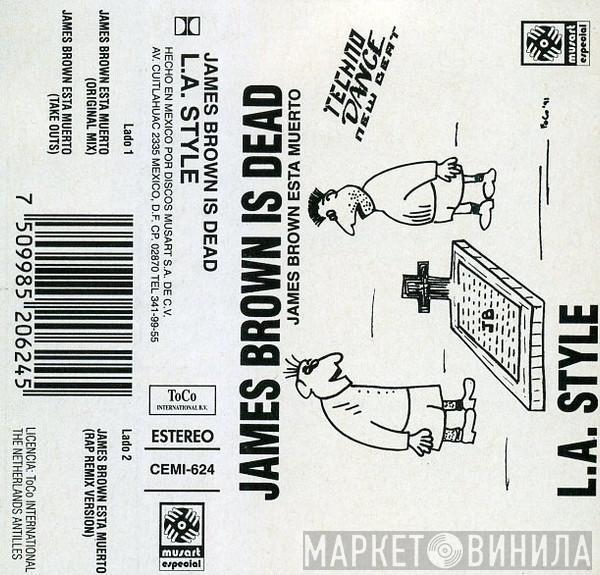 musart
especial
TECHNO
DANCE
NEW BEAT
ToCo '91
JAMES BROWN IS DEAD
JAMES BROWN ESTA MUERTO
L.A. STYLE
JB
JAMES BROWN IS DEAD
L.A. STYLE
HECHO EN MEXICO POR DISCOS MUSART S.A. DE C.V.
AV. CUITLAHUAC 2335 MEXICO, D.F. CP. 02870 TEL 341-99-55
ToCo
INTERNATIONAL B.V.
ESTEREO
CEMI-624
musart
especial
Lado 1
JAMES BROWN ESTA MUERTO
(ORIGINAL MIX)
JAMES BROWN ESTA MUERTO
(TAKE OUTS)
7 509985 206245
Lado 2
JAMES BROWN ESTA MUERTO
(RAP REMIX VERSION)
LICENCIA: ToCo INTERNATIONAL
THE NETHERLANDS ANTILLES
МАРКЕТ ВИНИЛА